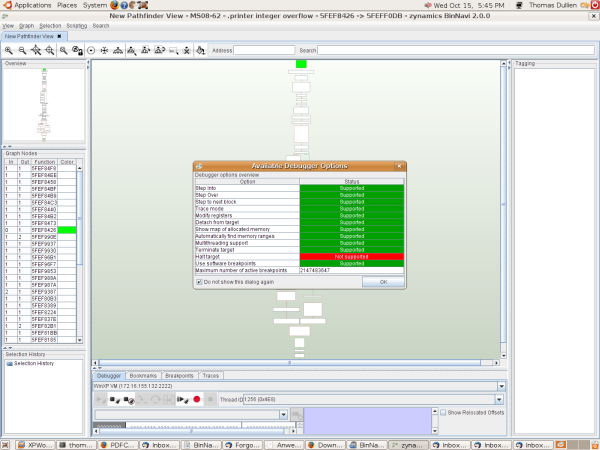 Applications Places System
Wed Oct 15, 5:45 PM Thomas Dullen
New Pathfinder View - MS08-62 - .printer integer overflow - 5FEF8426 -> 5FEFF0DB - zynamics BinNavi 2.0.0
View Graph Selection Searching Script
New Pathfinder View
Address Search
Overview
Tagging
Graph Nodes
In Out Function Color
1 1 5FEF84F8
1 1 5FEF84EE
1 1 5FEF8456
1 1 5FEF84BF
1 1 5FEF84B8
1 1 5FEF84C3
1 1 5FEF8440
1 1 5FEF84B2
1 1 5FEF8473
0 1 5FEF8426
1 2 5FEF990E
1 1 5FEF9937
1 1 5FEF9930
1 1 5FEF96B1
1 1 5FEF96F7
1 1 5FEF9853
1 1 5FEF988A
1 1 5FEF987A
2 1 5FEF9387
1 1 5FEF80B3
1 1 5FEF8389
1 1 5FEF8224
1 1 5FEF837E
1 2 5FEF82B1
1 1 5FEF81BB
1 1 5FEF8185
Available Debugger Options
Debugger options overview
Option Status
Step Into Supported
Step Over Supported
Step to next block Supported
Trace mode Supported
Modify registers Supported
Detach from target Supported
Show map of allocated memory Supported
Automatically find memory ranges Supported
Multithreading support Supported
Terminate target Supported
Halt target Not supported
Use software breakpoints Supported
Maximum number of active breakpoints 2147483647
Do not show this dialog again OK
Selection History
Selection History
Debugger Bookmarks Breakpoints Traces
WinXP VM (172.16.155.132:2222)
Thread ID 1256 (0x4E8)
Show Relocated Offsets
XPWo... thom... PDFC... Inbox... BinNa... Forgo... Anwe... Down... BinNa... zyna... Inbox... Inbox... Inbox...